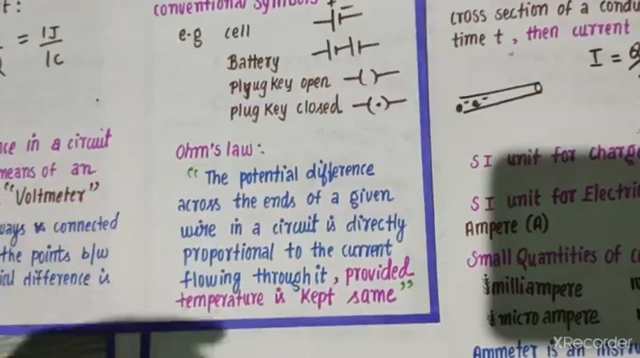 t :
= 1J
1C
nce in a circuit
means of an
"Voltmeter"
ways is connected
the points b/w
ial difference is
conventional symbols
e.g cell
Battery
Plyug Key open
plug Key closed
Ohm's law :
" The potential difference
across the ends of a given
wire in a circuit is directly
proportional to the current
flowing through it, provided
temperature is kept same "
cross section of a condu
time t, then current
I = Q
SI unit for charge
SI unit for Electri
Ampere (A)
Small Quantities of c
milliampere
micro ampere
Ammeter is an instru
XRecorder